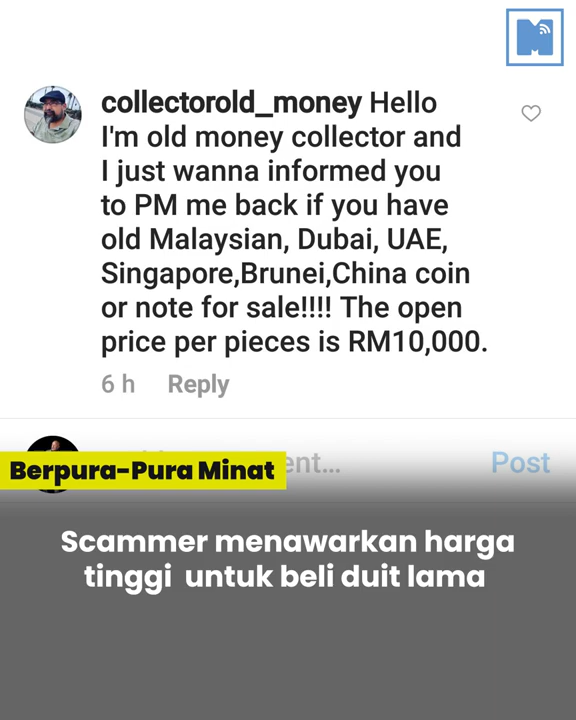 collectorold_money Hello
I'm old money collector and
I just wanna informed you
to PM me back if you have
old Malaysian, Dubai, UAE,
Singapore,Brunei,China coin
or note for sale!!!! The open
price per pieces is RM10,000.
6 h Reply
Post
Berpura-Pura Minat
Scammer menawarkan harga
tinggi untuk beli duit lama